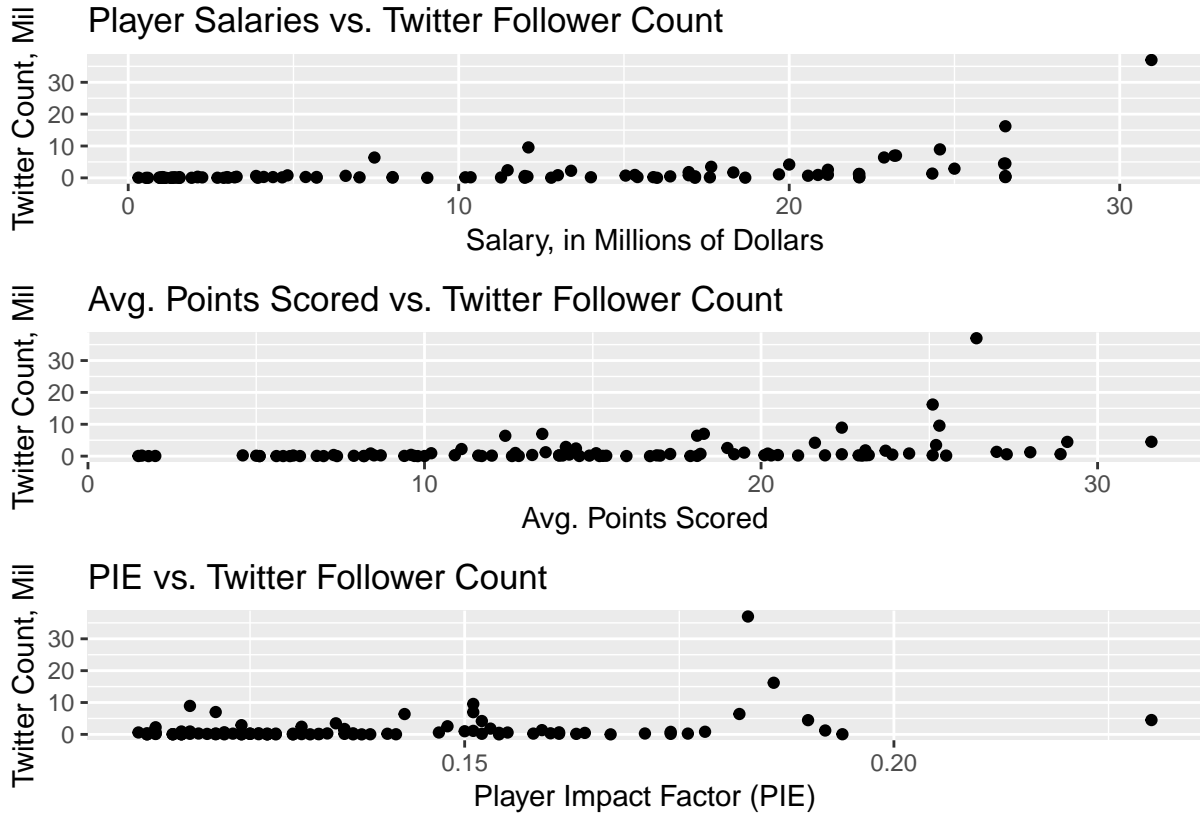 Player Salaries vs. Twitter Follower Count
Twitter Count, Mil
30
20
10
0
0 10 20 30
Salary, in Millions of Dollars
Avg. Points Scored vs. Twitter Follower Count
Twitter Count, Mil
30
20
10
0
0 10 20 30
Avg. Points Scored
PIE vs. Twitter Follower Count
Twitter Count, Mil
30
20
10
0
0.15 0.20
Player Impact Factor (PIE)